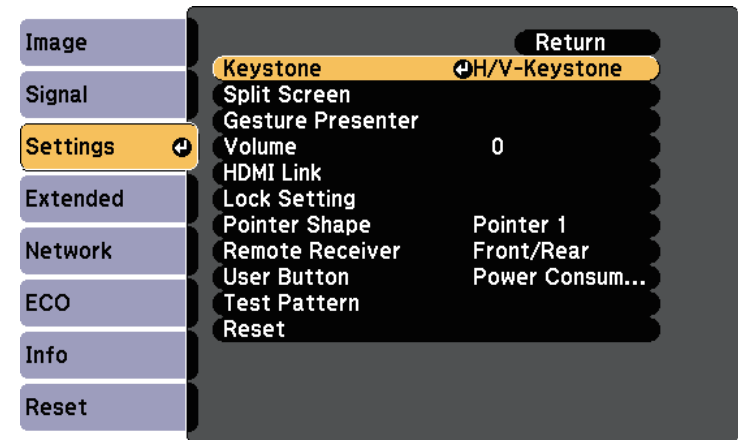 Image
Signal
Settings
Extended
Network
ECO
Info
Reset
Return
Keystone H/V-Keystone
Split Screen
Gesture Presenter
Volume 0
HDMI Link
Lock Setting
Pointer Shape Pointer 1
Remote Receiver Front/Rear
User Button Power Consum...
Test Pattern
Reset